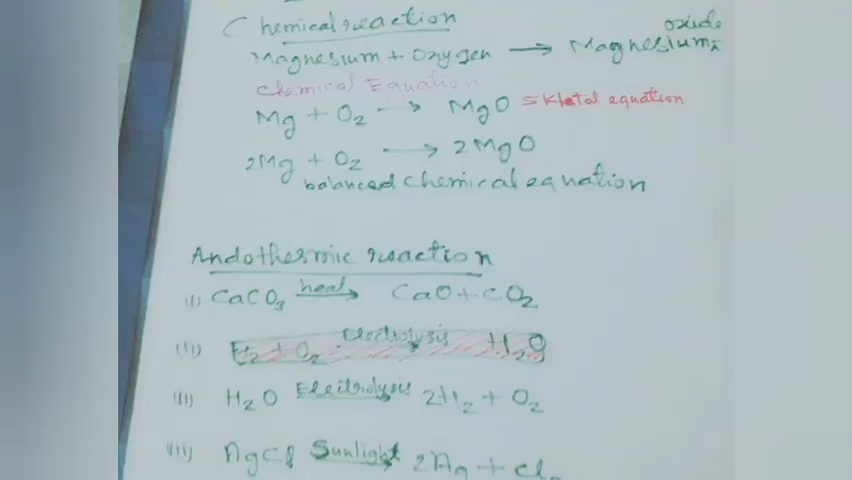 Chemical reaction
Magnesium + Oxygen → Magnesium oxide
Chemical Equation
Mg + O₂ → MgO = Skletal equation
2Mg + O₂ → 2MgO
balanced chemical equation
Andothermic reaction
(i) CaCO₃ heat→ CaO + CO₂
(ii) H₂ + O₂ Electrolysis→ H₂O
(ii) H₂O Electrolysis→ 2H₂ + O₂
(iii) AgCl Sunlight→ 2Ag + Cl₂